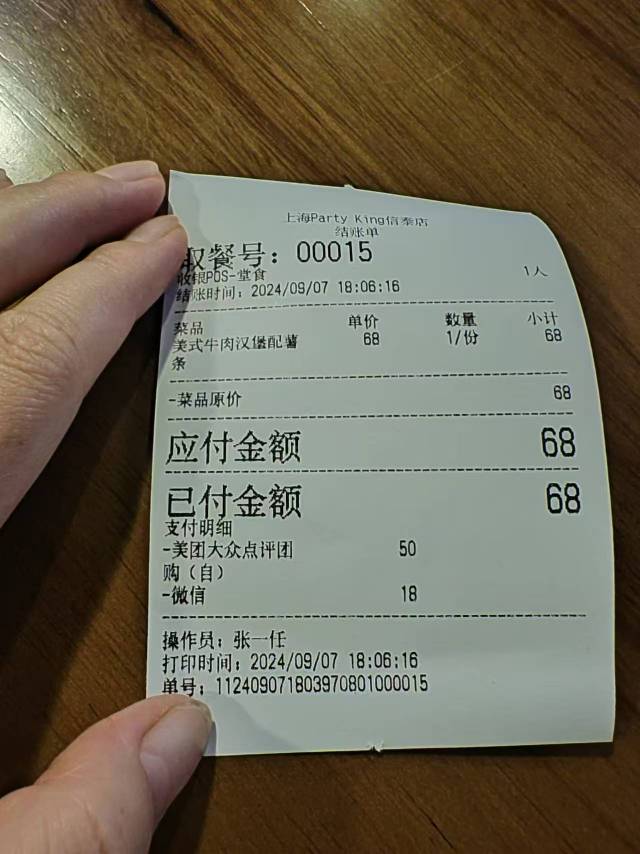 上海Party King信泰店
结账单
取餐号：00015
收银POS-堂食 1人
结账时间：2024/09/07 18:06:16
菜品 单价 数量 小计
美式牛肉汉堡配薯 68 1/份 68
条
-菜品原价 68
应付金额 68
已付金额 68
支付明细
-美团大众点评团 50
购（自）
-微信 18
操作员：张一任
打印时间：2024/09/07 18:06:16
单号：112409071803970801000015